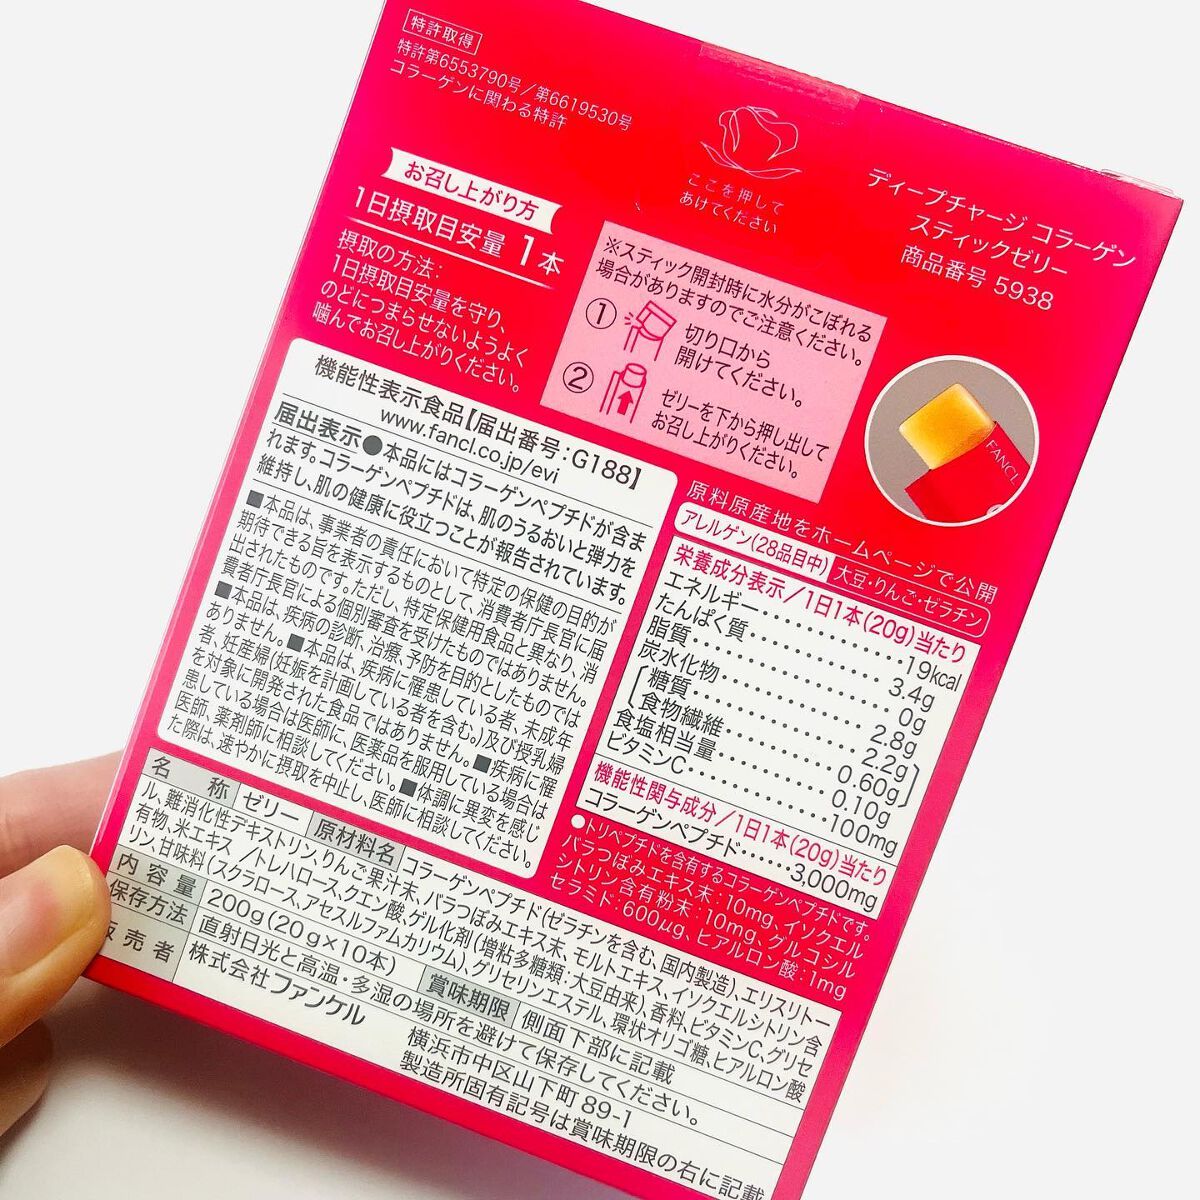 特許取得
特許第6553790号／第6619530号
コラーゲンに関わる特許
ここを押して
あけてください
ディープチャージ コラーゲン
スティックゼリー
商品番号 5938
お召し上がり方
1日摂取目安量 1本
摂取の方法：
1日摂取目安量を守り、
のどにつまらせないようよく
噛んでお召し上がりください。
※スティック開封時に水分がこぼれる
場合がありますのでご注意ください。
① 切り口から
開けてください。
② ゼリーを下から押し出して
お召し上がりください。
FANCL
機能性表示食品【届出番号：G188】
www.fancl.co.jp/evi
届出表示●本品にはコラーゲンペプチドが含ま
れます。コラーゲンペプチドは、肌のうるおいと弾力を
維持し、肌の健康に役立つことが報告されています。
■本品は、事業者の責任において特定の保健の目的が
期待できる旨を表示するものとして、消費者庁長官に届
出されたものです。ただし、特定保健用食品と異なり、消
費者庁長官による個別審査を受けたものではありません。
■本品は、疾病の診断、治療、予防を目的としたものでは
ありません。■本品は、疾病に罹患している者、未成年
者、妊産婦(妊娠を計画している者を含む。)及び授乳婦
を対象に開発された食品ではありません。■疾病に罹
患している場合は医師に、医薬品を服用している場合は
医師、薬剤師に相談してください。■体調に異変を感じ
た際は、速やかに摂取を中止し、医師に相談してください。
原料原産地をホームページで公開
アレルゲン(28品目中) 大豆・りんご・ゼラチン
栄養成分表示／1日1本(20g)当たり
エネルギー 19kcal
たんぱく質 3.4g
脂質 0g
炭水化物 2.8g
糖質 2.2g
食物繊維 0.60g
食塩相当量 0.10g
ビタミンC 100mg
機能性関与成分／1日1本(20g)当たり
コラーゲンペプチド 3,000mg
●トリペプチドを含有するコラーゲンペプチドです。
バラつぼみエキス末：10mg、イソクエル
シトリン含有粉末：10mg、グルコシル
セラミド：600μg、ヒアルロン酸：1mg
名称 ゼリー 原材料名 コラーゲンペプチド(ゼラチンを含む、国内製造)、エリスリトー
ル、難消化性デキストリン、りんご果汁末、バラつぼみエキス末、モルトエキス、イソクエルシトリン含
有物、米エキス／トレハロース、クエン酸、ゲル化剤(増粘多糖類：大豆由来)、香料、ビタミンC、グリセ
リン、甘味料(スクラロース、アセスルファムカリウム)、グリセリンエステル、環状オリゴ糖、ヒアルロン酸
内容量 200g(20g×10本) 賞味期限 側面下部に記載
保存方法 直射日光と高温・多湿の場所を避けて保存してください。
販売者 株式会社ファンケル 横浜市中区山下町89-1
製造所固有記号は賞味期限の右に記載